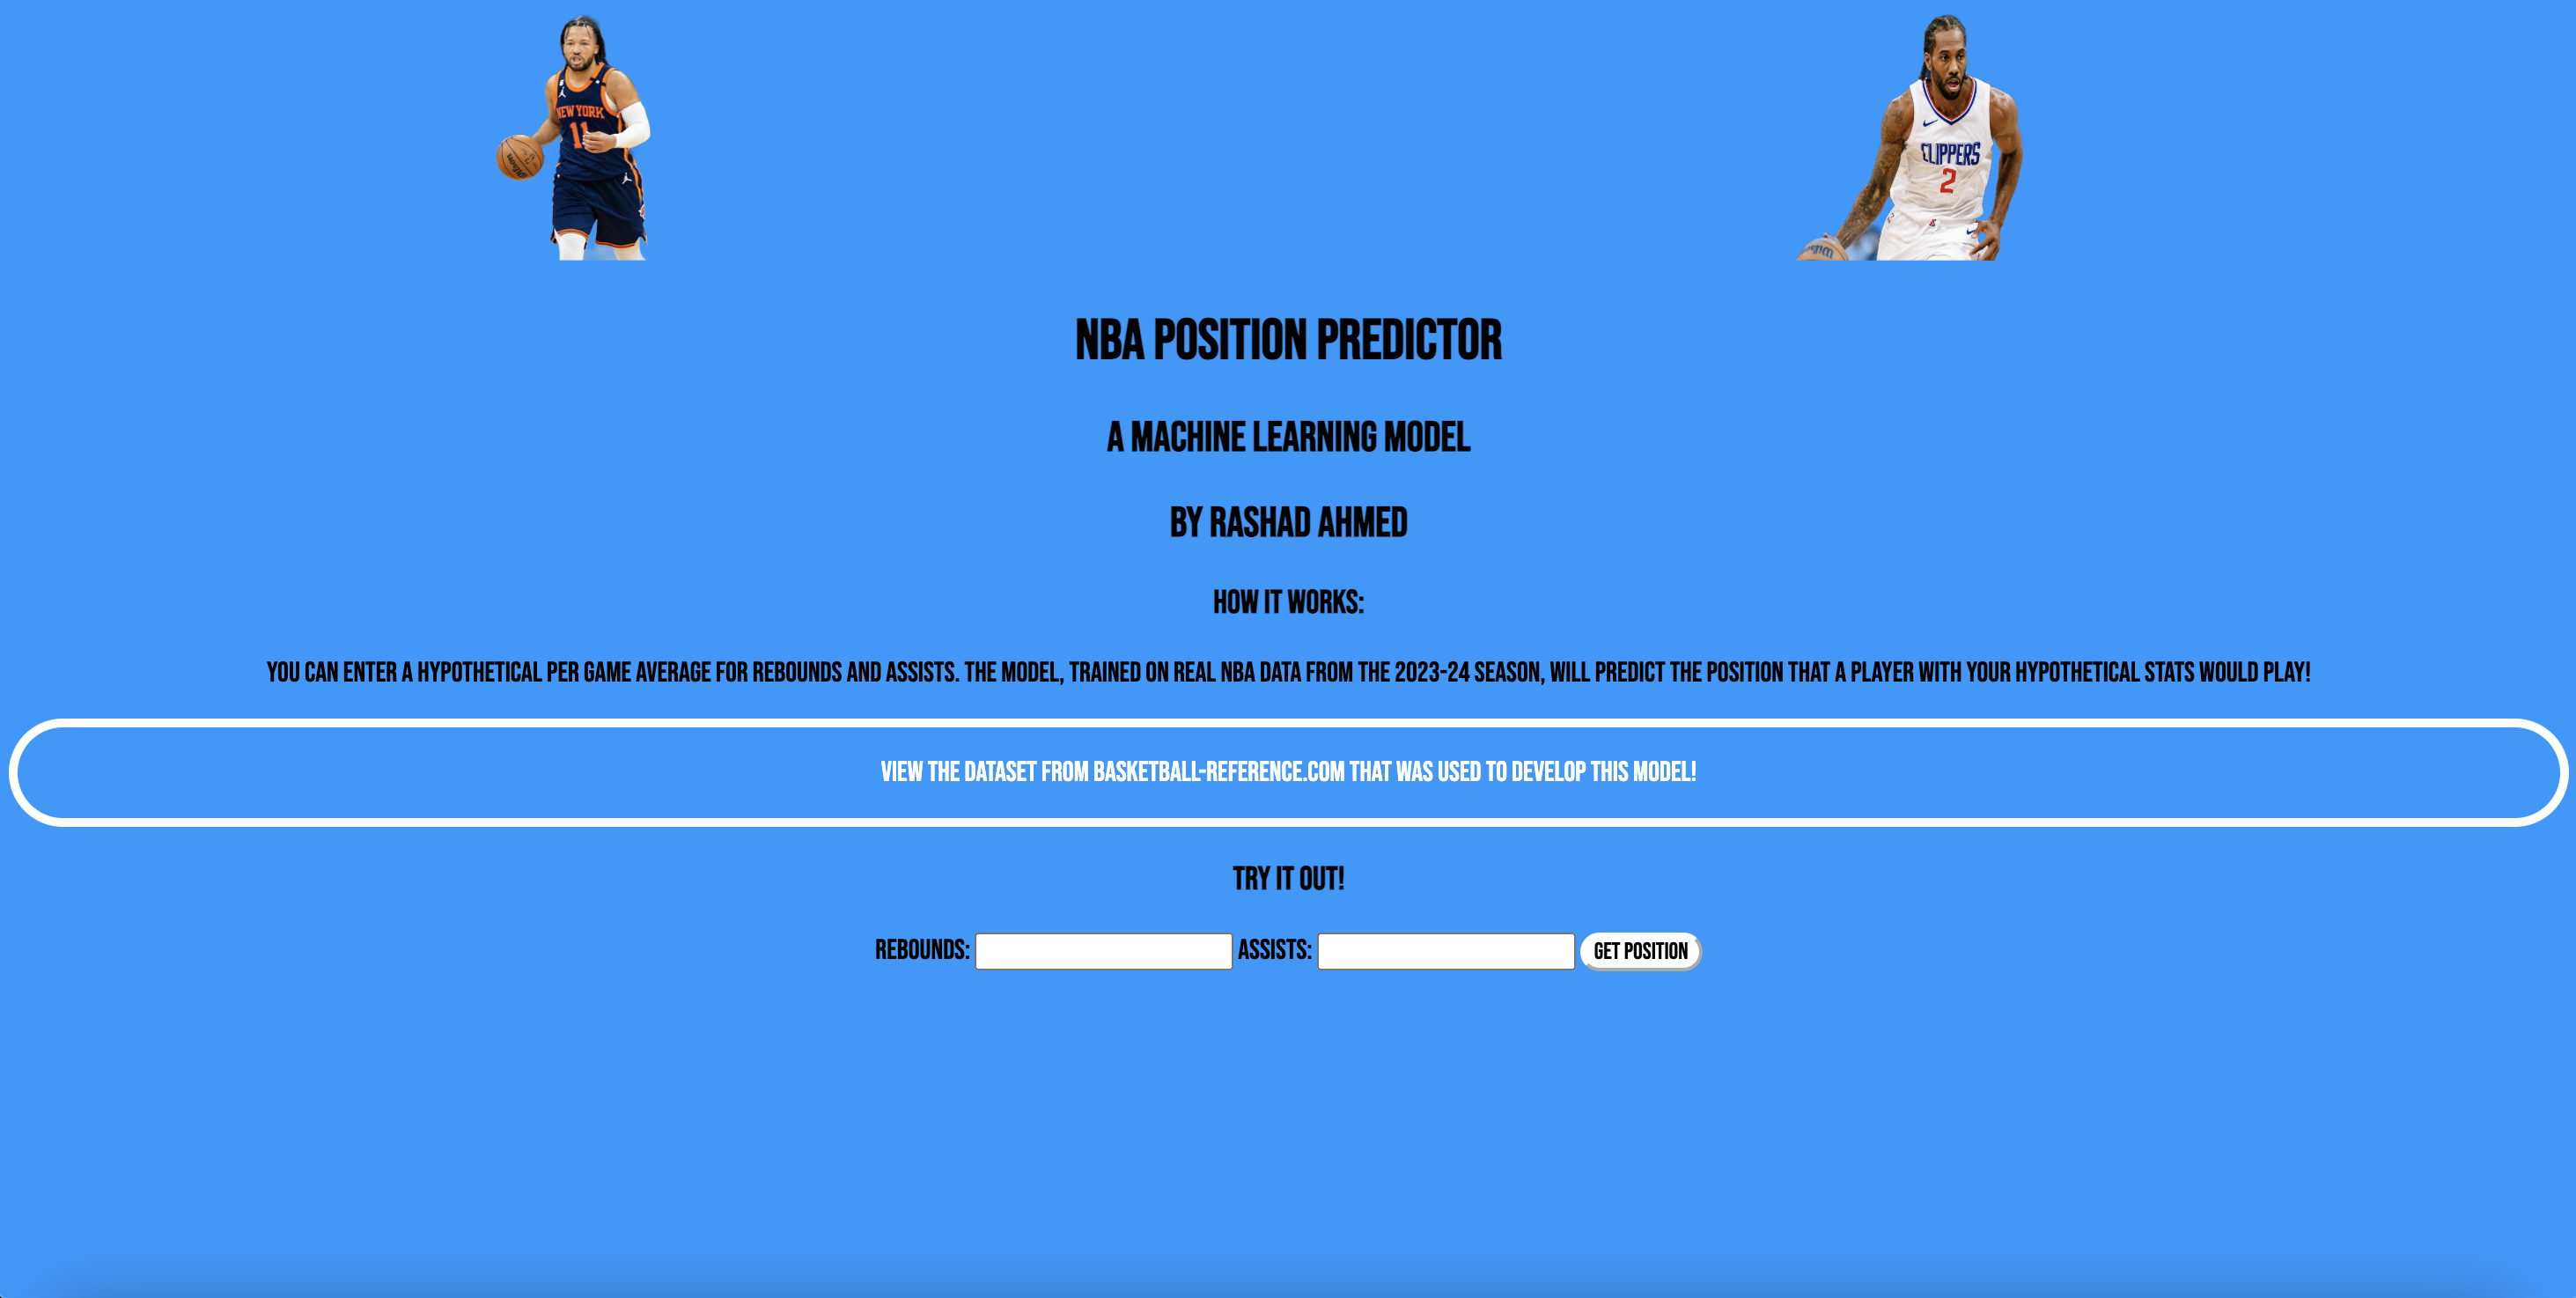 NEW YORK
11
CLIPPERS
2
NBA POSITION PREDICTOR
A MACHINE LEARNING MODEL
BY RASHAD AHMED
HOW IT WORKS:
YOU CAN ENTER A HYPOTHETICAL PER GAME AVERAGE FOR REBOUNDS AND ASSISTS. THE MODEL, TRAINED ON REAL NBA DATA FROM THE 2023-24 SEASON, WILL PREDICT THE POSITION THAT A PLAYER WITH YOUR HYPOTHETICAL STATS WOULD PLAY!
VIEW THE DATASET FROM BASKETBALL-REFERENCE.COM THAT WAS USED TO DEVELOP THIS MODEL!
TRY IT OUT!
REBOUNDS: ASSISTS: GET POSITION